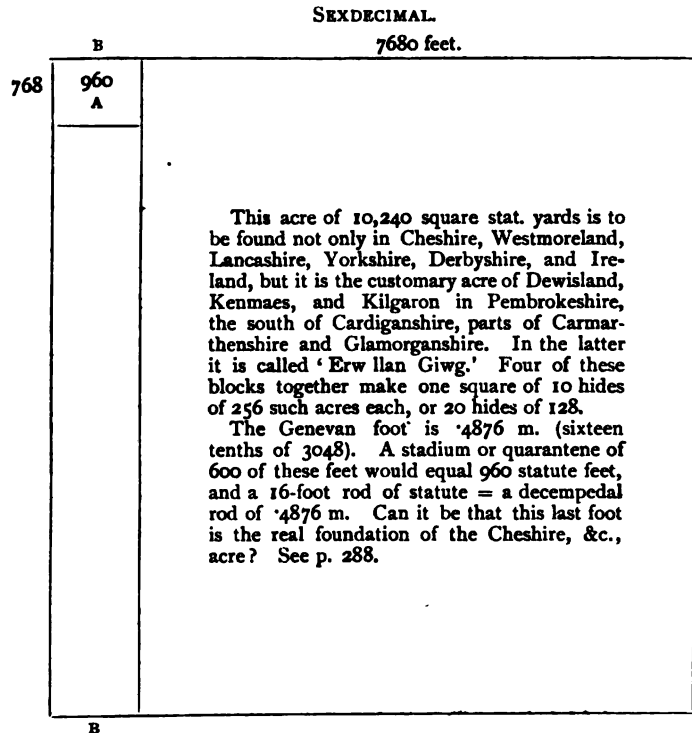 SEXDECIMAL.
B 7680 feet.
768 960
A
This acre of 10,240 square stat. yards is to
be found not only in Cheshire, Westmoreland,
Lancashire, Yorkshire, Derbyshire, and Ire-
land, but it is the customary acre of Dewisland,
Kenmaes, and Kilgaron in Pembrokeshire,
the south of Cardiganshire, parts of Carmar-
thenshire and Glamorganshire. In the latter
it is called ‘Erw llan Giwg.’ Four of these
blocks together make one square of 10 hides
of 256 such acres each, or 20 hides of 128.
The Genevan foot is ·4876 m. (sixteen
tenths of 3048). A stadium or quarantene of
600 of these feet would equal 960 statute feet,
and a 16-foot rod of statute = a decempedal
rod of ·4876 m. Can it be that this last foot
is the real foundation of the Cheshire, &c.,
acre? See p. 288.
B